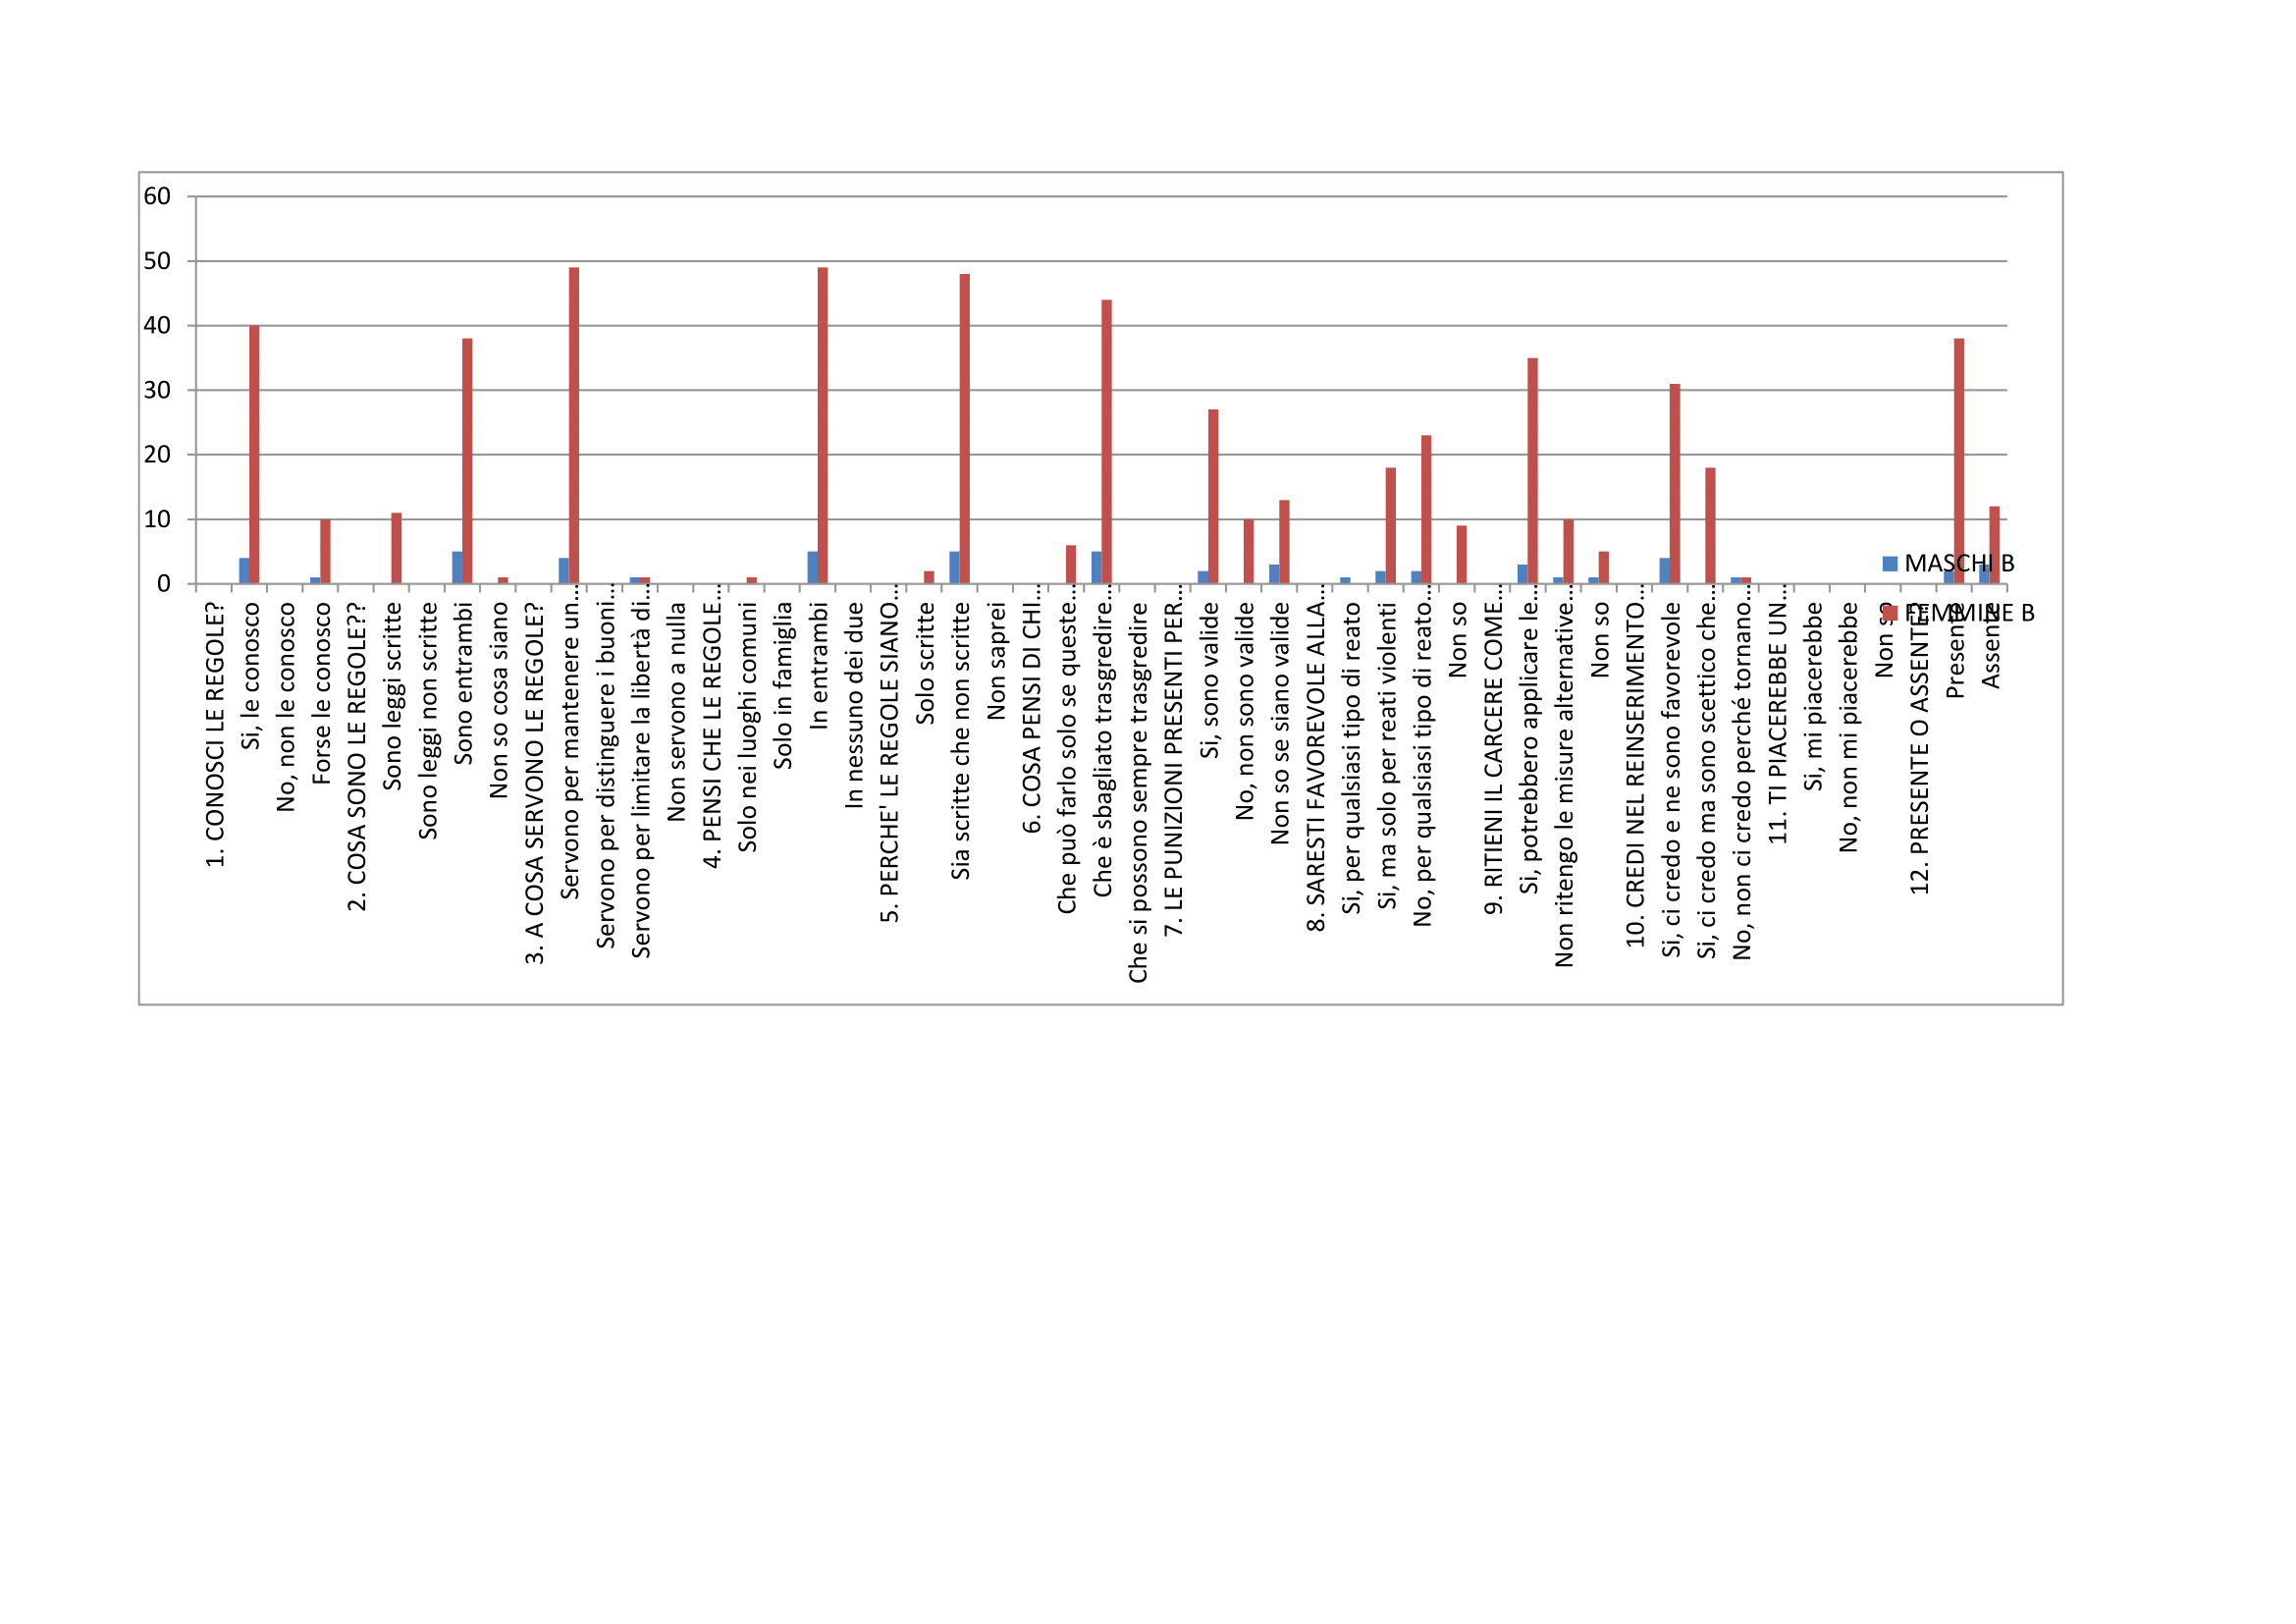 60
50
40
30
20
10
0
1. CONOSCI LE REGOLE?
Si, le conosco
No, non le conosco
Forse le conosco
2. COSA SONO LE REGOLE??
Sono leggi scritte
Sono leggi non scritte
Sono entrambi
Non so cosa siano
3. A COSA SERVONO LE REGOLE?
Servono per mantenere un…
Servono per distinguere i buoni…
Servono per limitare la libertà di…
Non servono a nulla
4. PENSI CHE LE REGOLE…
Solo nei luoghi comuni
Solo in famiglia
In entrambi
In nessuno dei due
5. PERCHE' LE REGOLE SIANO…
Solo scritte
Sia scritte che non scritte
Non saprei
6. COSA PENSI DI CHI…
Che può farlo solo se queste…
Che è sbagliato trasgredire…
Che si possono sempre trasgredire
7. LE PUNIZIONI PRESENTI PER…
Si, sono valide
No, non sono valide
Non so se siano valide
8. SARESTI FAVOREVOLE ALLA…
Si, per qualsiasi tipo di reato
Si, ma solo per reati violenti
No, per qualsiasi tipo di reato…
Non so
9. RITIENI IL CARCERE COME…
Si, potrebbero applicare le…
Non ritengo le misure alternative…
Non so
10. CREDI NEL REINSERIMENTO…
Si, ci credo e ne sono favorevole
Si, ci credo ma sono scettico che…
No, non ci credo perché tornano…
11. TI PIACEREBBE UN…
Si, mi piacerebbe
No, non mi piacerebbe
Non so
12. PRESENTE O ASSENTE?
Presente
Assente
MASCHI B
FEMMINE B